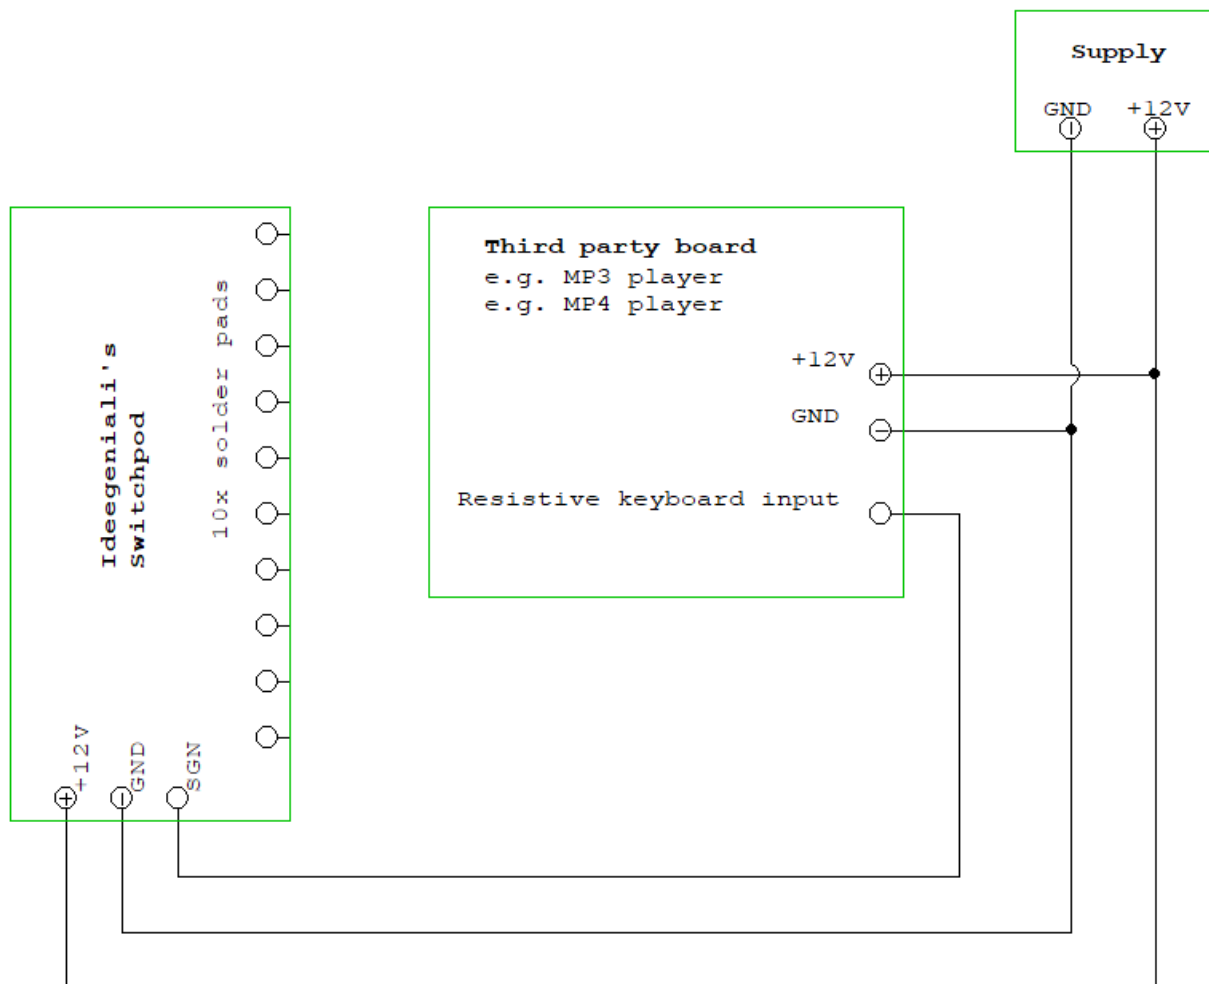 Supply
GND +12V
Third party board
e.g. MP3 player
e.g. MP4 player
+12V
GND
Resistive keyboard input
Ideegeniali's
Switchpod
10x solder pads
+12V
GND
SGN